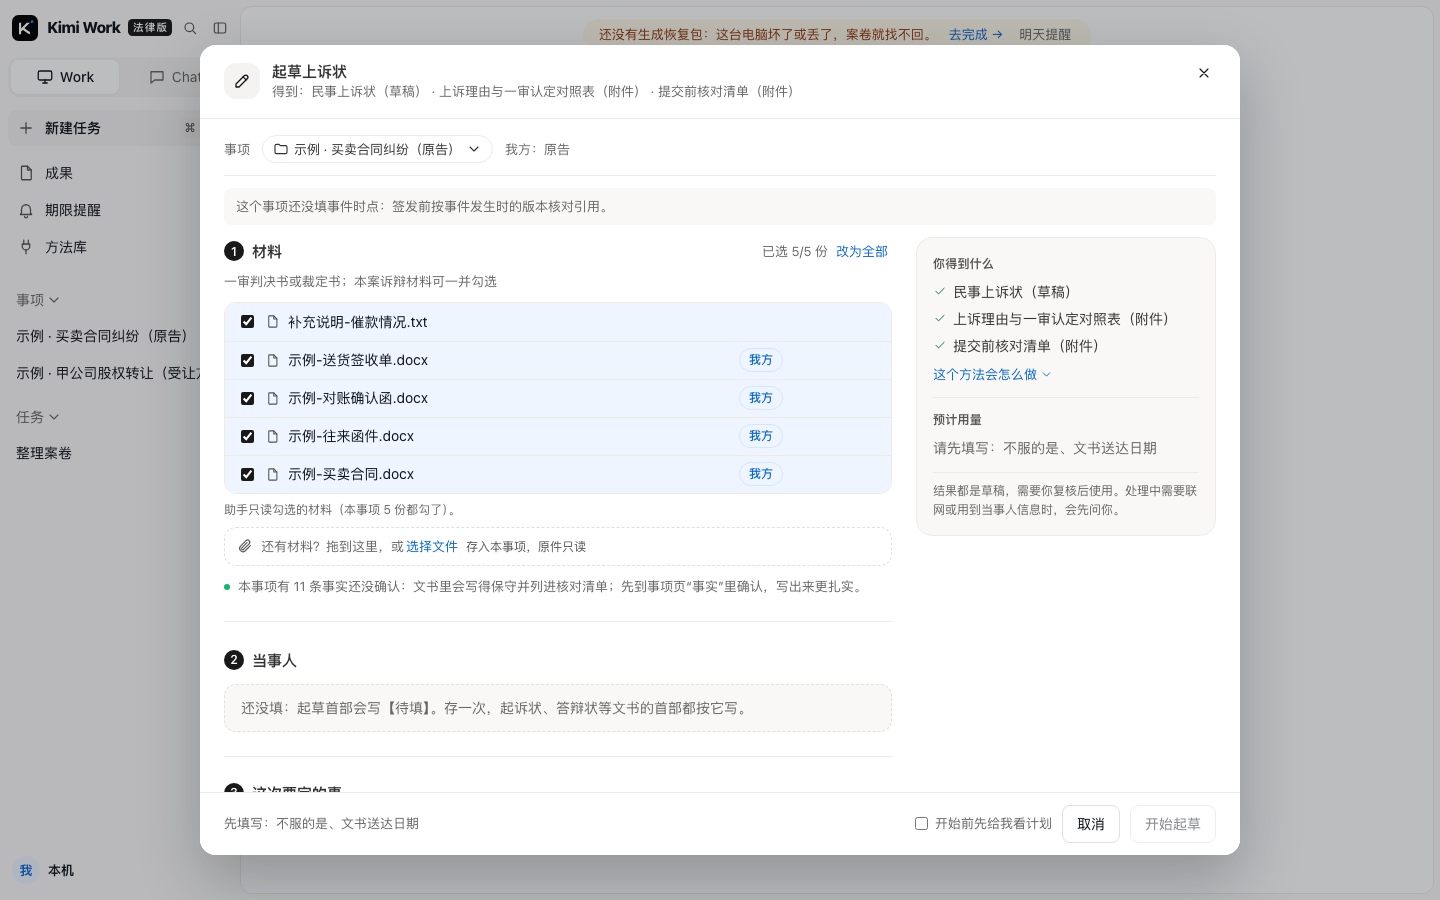 Kimi Work 法律版
还没有生成恢复包：这台电脑坏了或丢了，案卷就找不回。 去完成 → 明天提醒
Work
Chat
新建任务 ⌘
成果
期限提醒
方法库
事项
示例 · 买卖合同纠纷（原告）
示例 · 甲公司股权转让（受让
任务
整理案卷
我 本机
起草上诉状
得到：民事上诉状（草稿） · 上诉理由与一审认定对照表（附件） · 提交前核对清单（附件）
事项 示例 · 买卖合同纠纷（原告） 我方：原告
这个事项还没填事件时点：签发前按事件发生时的版本核对引用。
1 材料 已选 5/5 份 改为全部
一审判决书或裁定书；本案诉辩材料可一并勾选
补充说明-催款情况.txt
示例-送货签收单.docx 我方
示例-对账确认函.docx 我方
示例-往来函件.docx 我方
示例-买卖合同.docx 我方
助手只读勾选的材料（本事项 5 份都勾了）。
还有材料？拖到这里，或 选择文件 存入本事项，原件只读
本事项有 11 条事实还没确认：文书里会写得保守并列进核对清单；先到事项页“事实”里确认，写出来更扎实。
2 当事人
还没填：起草首部会写【待填】。存一次，起诉状、答辩状等文书的首部都按它写。
3 这次要定的事
你得到什么
民事上诉状（草稿）
上诉理由与一审认定对照表（附件）
提交前核对清单（附件）
这个方法会怎么做
预计用量
请先填写：不服的是、文书送达日期
结果都是草稿，需要你复核后使用。处理中需要联
网或用到当事人信息时，会先问你。
先填写：不服的是、文书送达日期
开始前先给我看计划 取消 开始起草